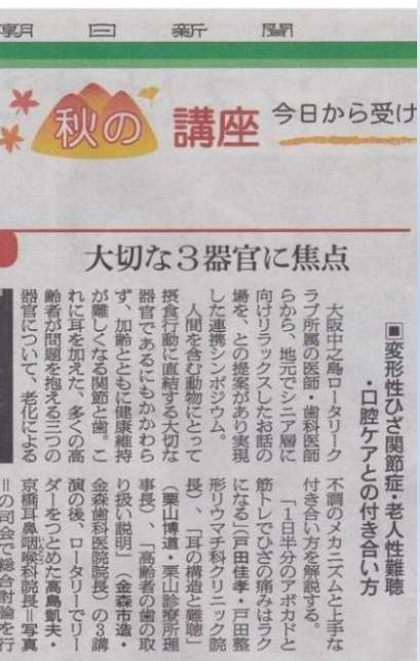 朝日新聞
秋の 講座 今日から受け
大切な3器官に焦点
■変形性ひざ関節症・老人性難聴
・口腔ケアとの付き合い方
大阪中之島ロータリーク
ラブ所属の医師・歯科医師
らから、地元でシニア層に
向けリラックスしたお話の
場を、との提案があり実現
した連携シンポジウム。
人間を含む動物にとって
摂食行動に直結する大切な
器官であるにもかかわら
ず、加齢とともに健康維持
が難しくなる関節と歯。こ
れに耳を加えた、多くの高
齢者が問題を抱える三つの
器官について、老化による
不調のメカニズムと上手な
付き合い方を解説する。
「1日半分のアボカドと
筋トレでひざの痛みはラク
になる」(戸田佳孝・戸田整
形リウマチ科クリニック院
長)、「耳の構造と難聴」
(栗山博道・栗山診療所理
事長)、「高齢者の歯の取
り扱い説明」(金森市造・
金森歯科医院院長)の3講
演の後、ロータリーでリー
ダーをつとめた高島凱夫・
京橋耳鼻咽喉科院長=写真
=の司会で総合討論を行